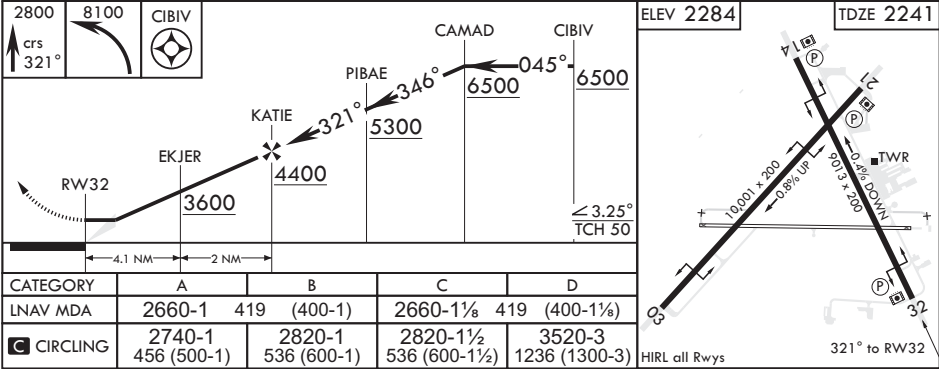 2800
crs
321°
8100
CIBIV
CAMAD
CIBIV
PIBAE
346°
045°
6500
6500
KATIE
321°
5300
EKJER
4400
RW32
3600
3.25°
TCH 50
4.1 NM
2 NM
CATEGORY A B C D
LNAV MDA 2660-1 419 (400-1) 2660-1⅛ 419 (400-1⅛)
C CIRCLING 2740-1 2820-1 2820-1½ 3520-3
456 (500-1) 536 (600-1) 536 (600-1½) 1236 (1300-3)
ELEV 2284
TDZE 2241
14
P
21
P
TWR
10,001 x 200
0.8% UP
0.4% DOWN
9013 x 200
P
03
32
HIRL all Rwys
321° to RW32